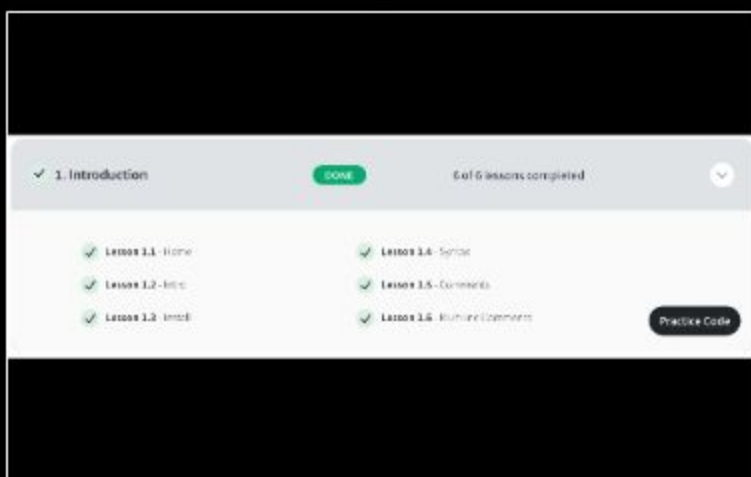 1. Introduction
DONE
6 of 6 lessons completed
Lesson 1.1 - Home
Lesson 1.2 - Intro
Lesson 1.3 - Install
Lesson 1.4 - Syntax
Lesson 1.5 - Comments
Lesson 1.6 - Multiline Comments
Practice Code